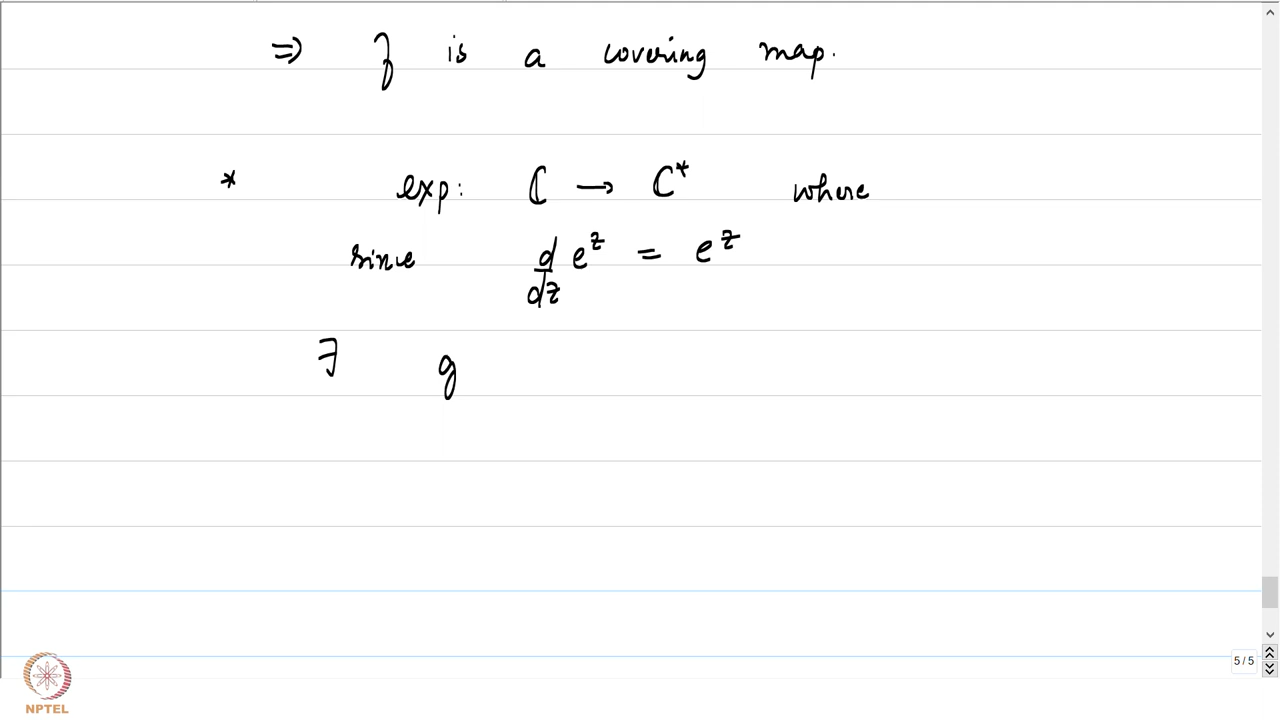 ⇒ f is a covering map.
* exp: ℂ → ℂ* where
since d/dz e^z = e^z
∃ g
5 / 5
NPTEL